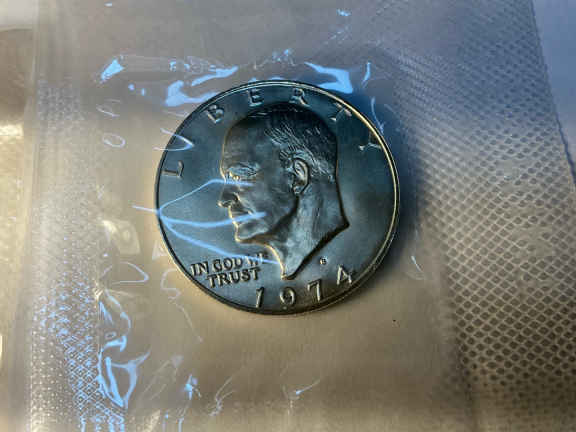 LIBERTY
IN GOD WE
TRUST
S
1974